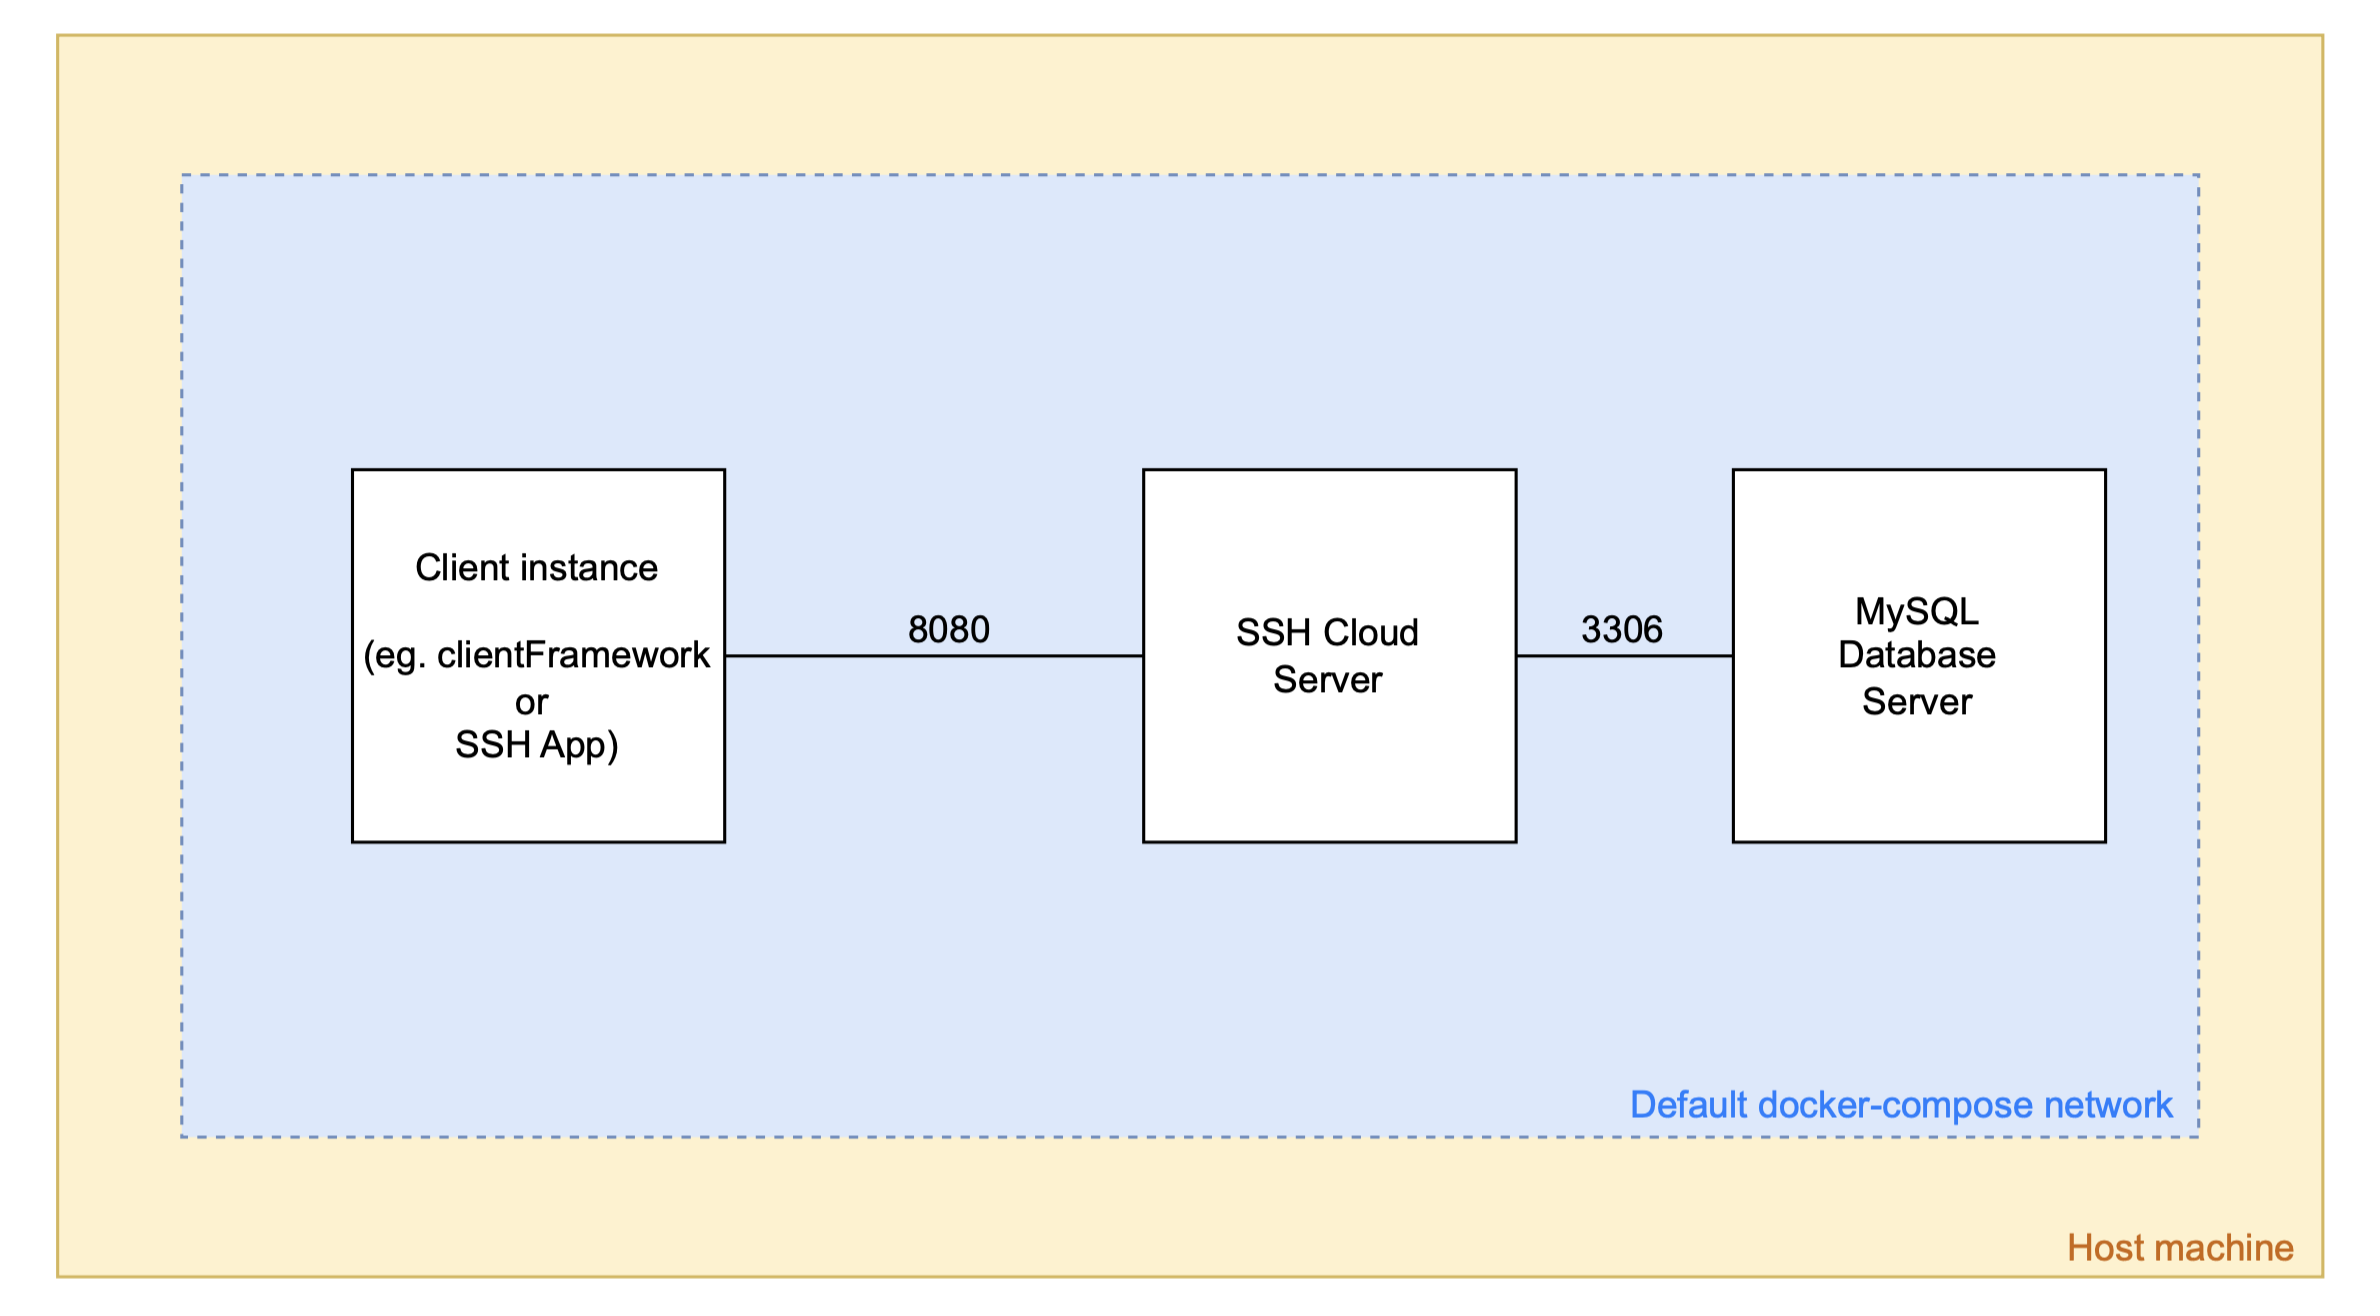 Client instance
(eg. clientFramework
or
SSH App)
8080
SSH Cloud
Server
3306
MySQL
Database
Server
Default docker-compose network
Host machine